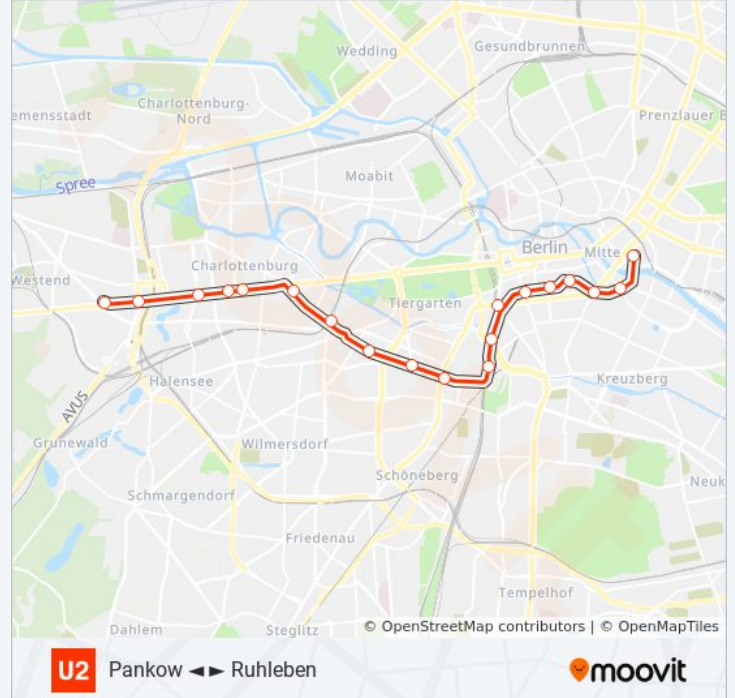 Wedding
Gesundbrunnen
emensstadt
Charlottenburg-
Nord
Prenzlauer B
Moabit
Spree
Berlin
Mitte
Charlottenburg
Westend
Tiergarten
Halensee
Kreuzberg
AVUS
Grunewald
Wilmersdorf
Schöneberg
Neuk
Schmargendorf
Friedenau
Tempelhof
Dahlem
Steglitz
© OpenStreetMap contributors | © OpenMapTiles
U2 Pankow ◄► Ruhleben
moovit